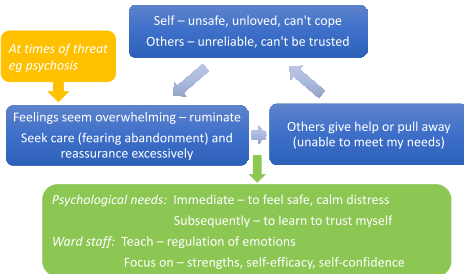 Self – unsafe, unloved, can't cope
Others – unreliable, can't be trusted
At times of threat
eg psychosis
Feelings seem overwhelming – ruminate
Seek care (fearing abandonment) and
reassurance excessively
Others give help or pull away
(unable to meet my needs)
Psychological needs: Immediate – to feel safe, calm distress
Subsequently – to learn to trust myself
Ward staff: Teach – regulation of emotions
Focus on – strengths, self-efficacy, self-confidence